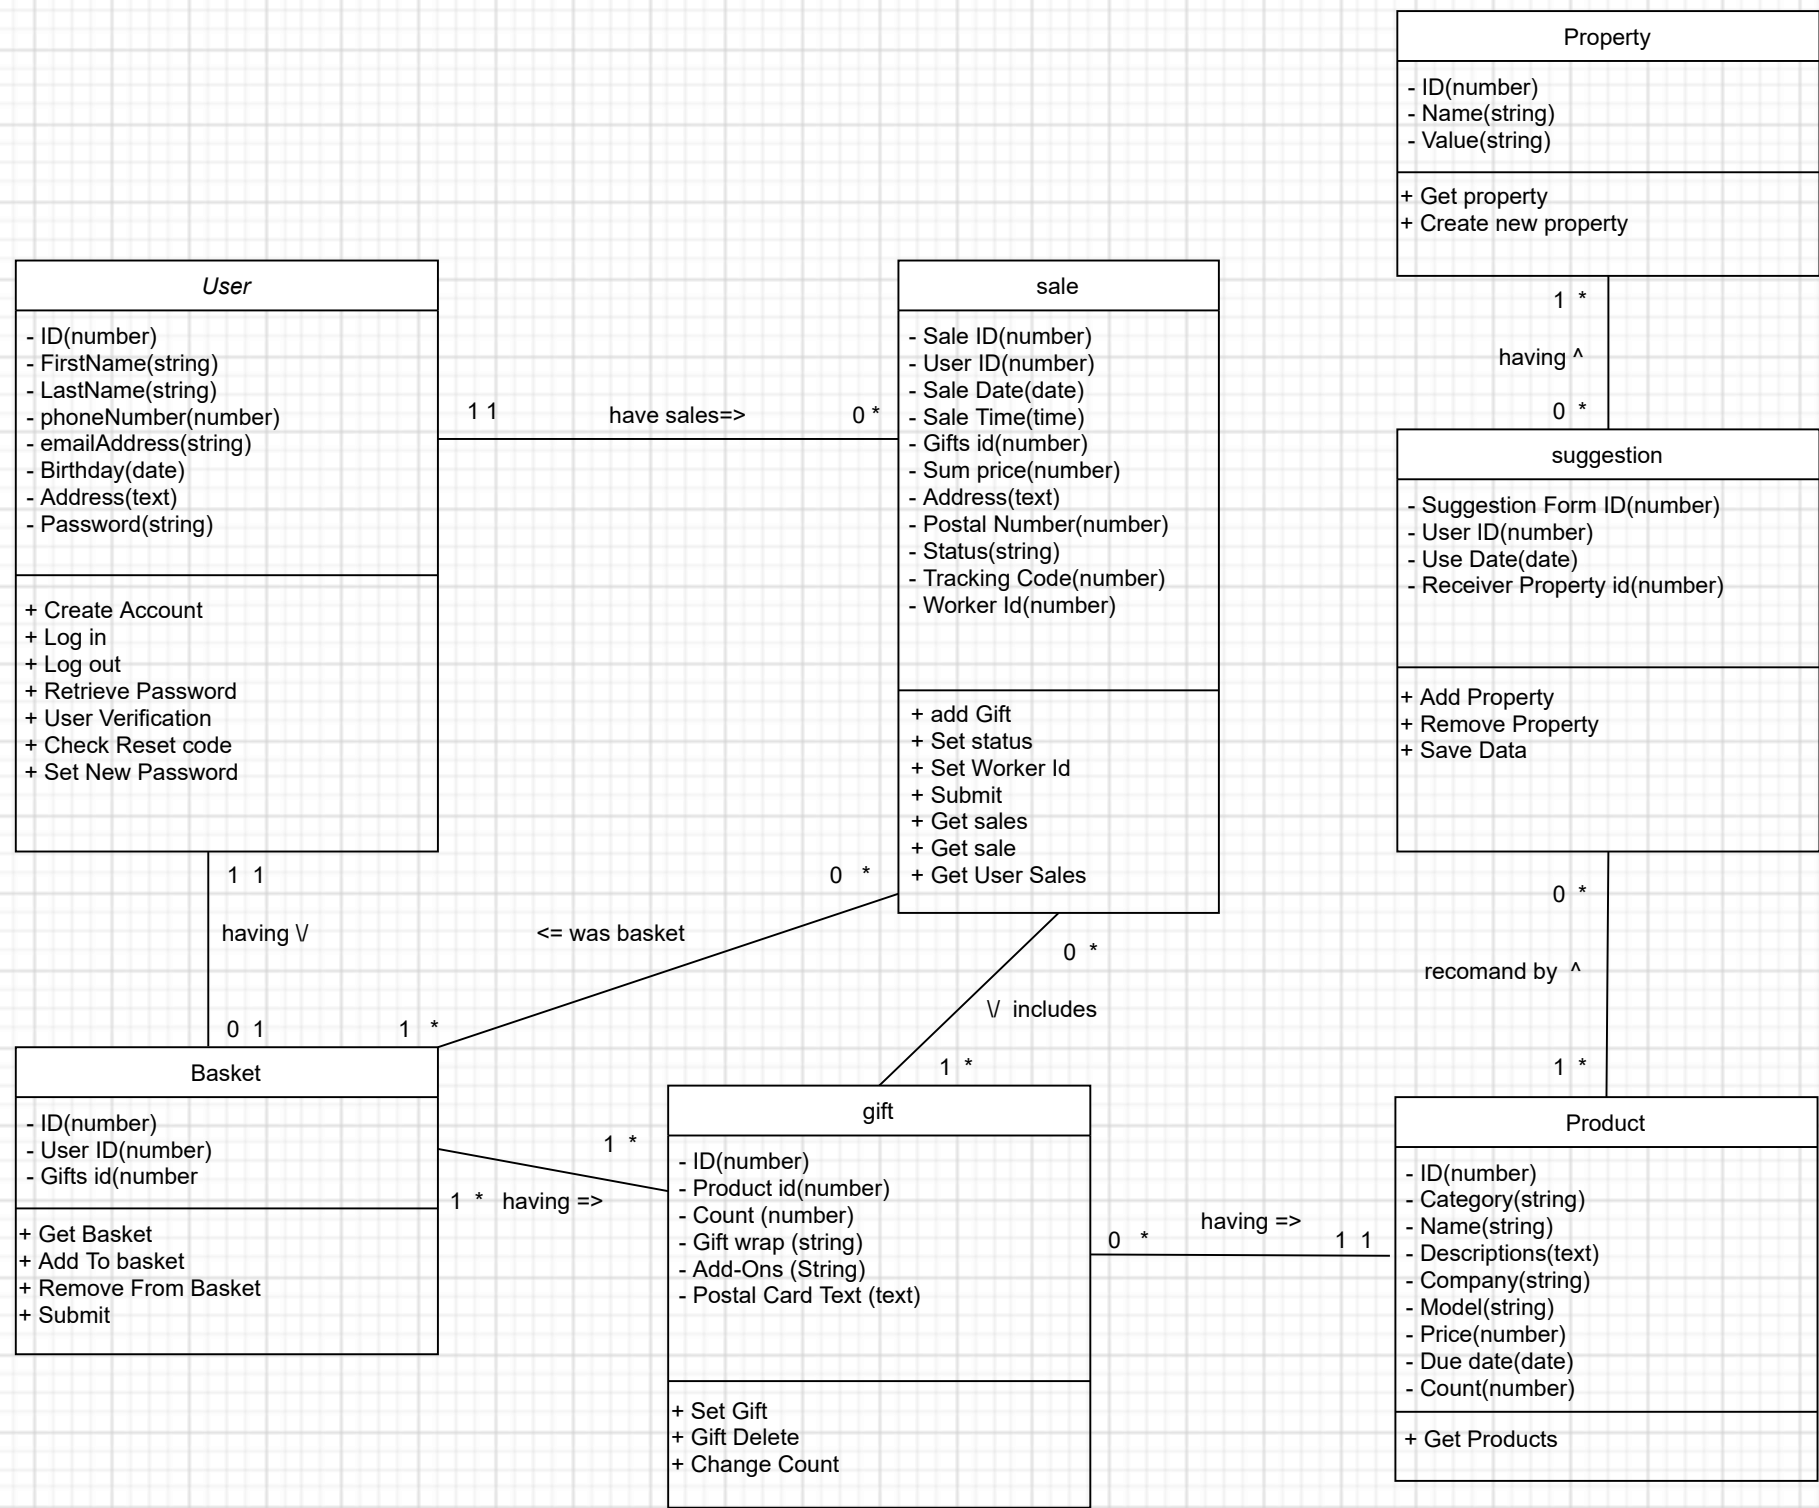 Property
- ID(number)
- Name(string)
- Value(string)
+ Get property
+ Create new property
1 *
having ^
0 *
User
- ID(number)
- FirstName(string)
- LastName(string)
- phoneNumber(number)
- emailAddress(string)
- Birthday(date)
- Address(text)
- Password(string)
+ Create Account
+ Log in
+ Log out
+ Retrieve Password
+ User Verification
+ Check Reset code
+ Set New Password
1 1
have sales=>
0 *
sale
- Sale ID(number)
- User ID(number)
- Sale Date(date)
- Sale Time(time)
- Gifts id(number)
- Sum price(number)
- Address(text)
- Postal Number(number)
- Status(string)
- Tracking Code(number)
- Worker Id(number)
+ add Gift
+ Set status
+ Set Worker Id
+ Submit
+ Get sales
+ Get sale
+ Get User Sales
suggestion
- Suggestion Form ID(number)
- User ID(number)
- Use Date(date)
- Receiver Property id(number)
+ Add Property
+ Remove Property
+ Save Data
1 1
having \/
0 1
0 *
<= was basket
1 *
0 *
\/ includes
1 *
0 *
recomand by ^
1 *
Basket
- ID(number)
- User ID(number)
- Gifts id(number
+ Get Basket
+ Add To basket
+ Remove From Basket
+ Submit
1 *
1 * having =>
gift
- ID(number)
- Product id(number)
- Count (number)
- Gift wrap (string)
- Add-Ons (String)
- Postal Card Text (text)
+ Set Gift
+ Gift Delete
+ Change Count
having =>
0 *
1 1
Product
- ID(number)
- Category(string)
- Name(string)
- Descriptions(text)
- Company(string)
- Model(string)
- Price(number)
- Due date(date)
- Count(number)
+ Get Products